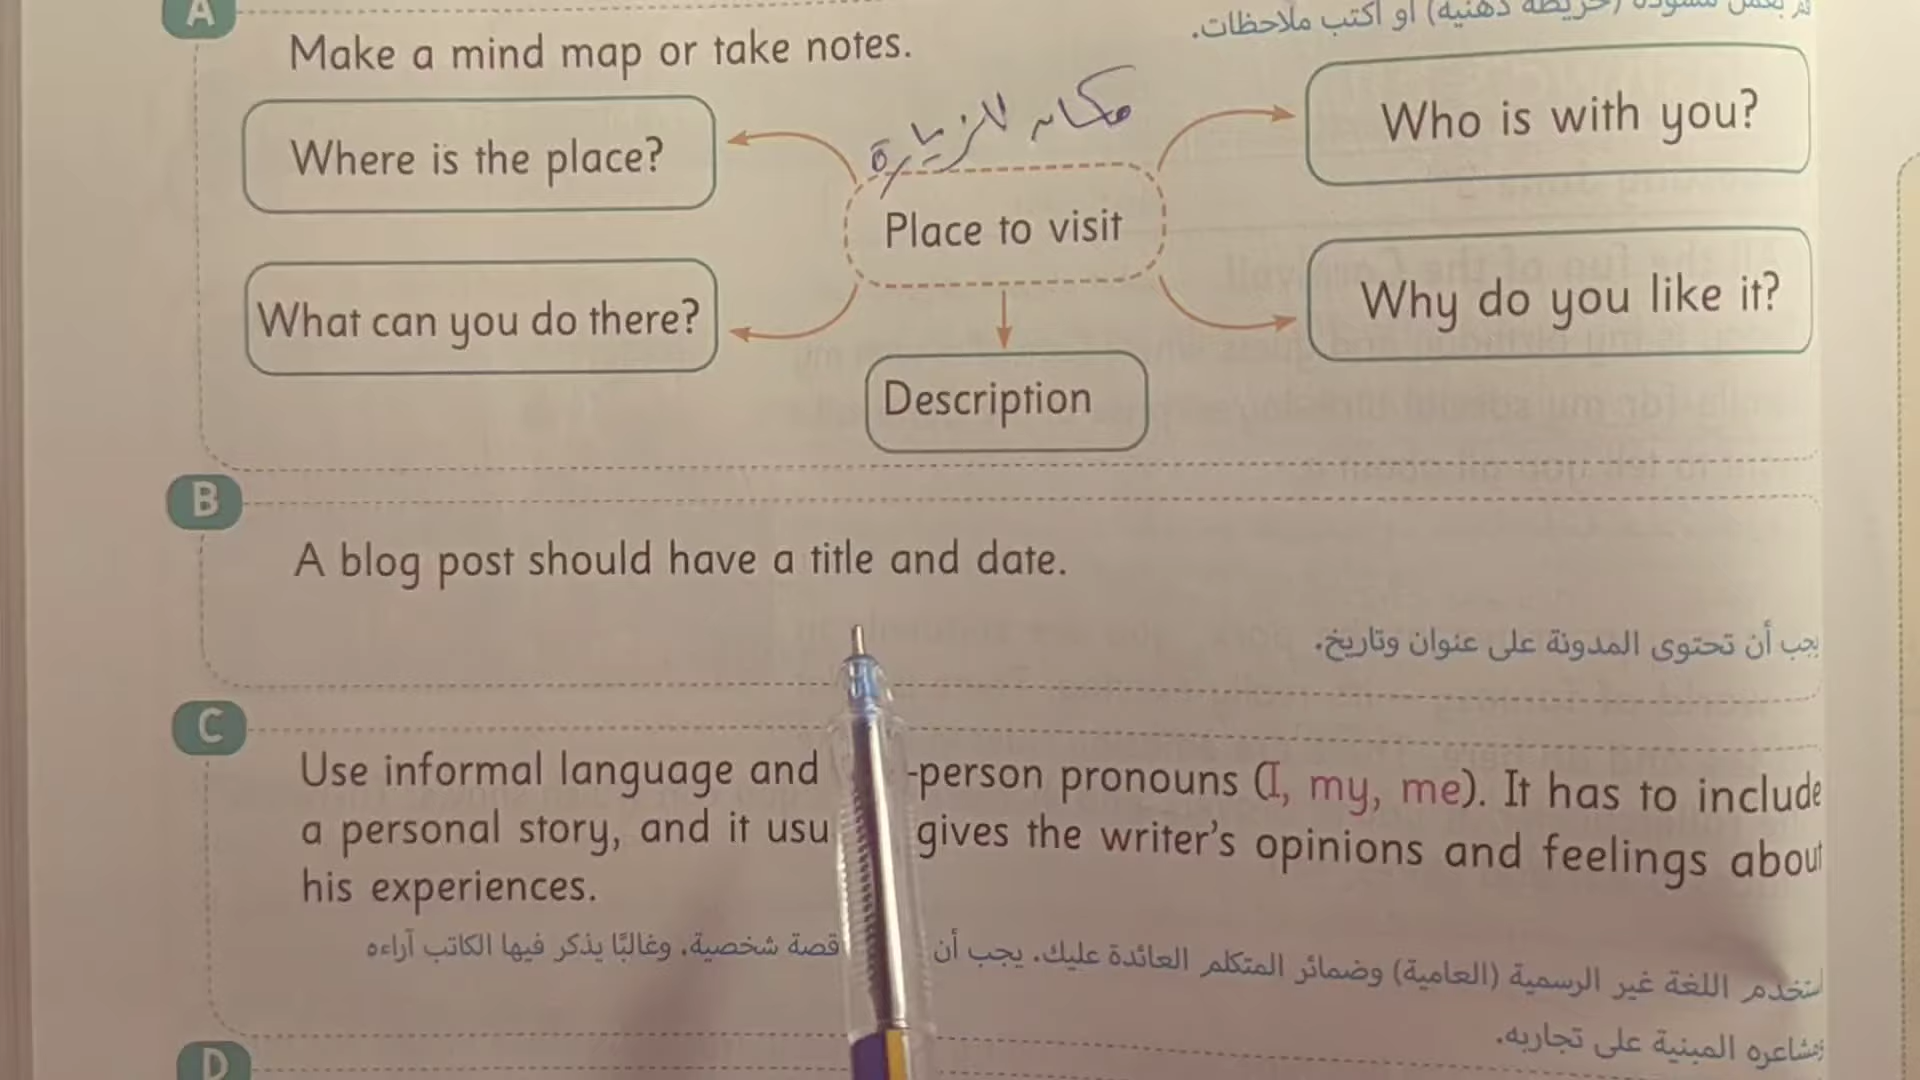 A
Make a mind map or take notes.
أو اكتب ملاحظات.
مكان للزيارة
Where is the place?
Who is with you?
Place to visit
What can you do there?
Why do you like it?
Description
B
A blog post should have a title and date.
يجب أن تحتوى المدونة على عنوان وتاريخ.
C
Use informal language and -person pronouns (I, my, me). It has to include
a personal story, and it usu gives the writer's opinions and feelings about
his experiences.
استخدم اللغة غير الرسمية (العامية) وضمائر المتكلم العائدة عليك. يجب أن قصة شخصية. وغالبًا يذكر فيها الكاتب آراءه
ومشاعره المبنية على تجاربه.
D